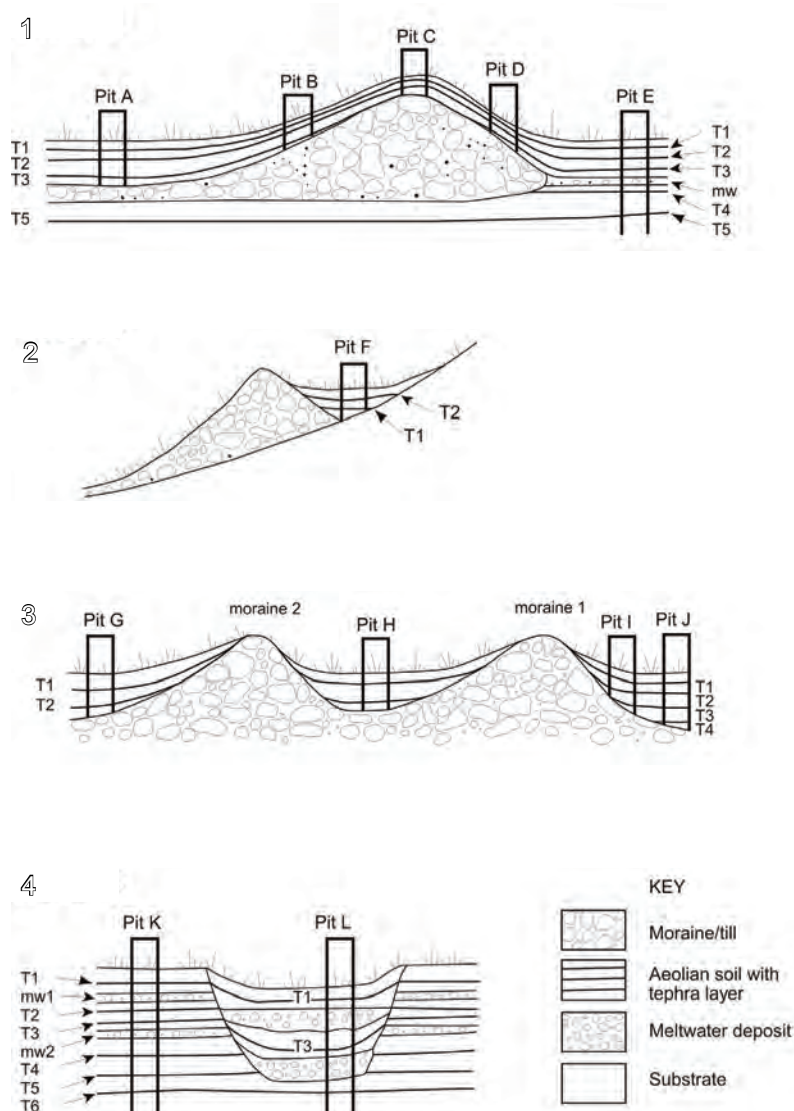 1
Pit C
Pit B
Pit D
Pit A
Pit E
T1
T2
T3
T5
T1
T2
T3
mw
T4
T5
2
Pit F
T2
T1
3
Pit G
moraine 2
Pit H
moraine 1
Pit I
Pit J
T1
T2
T1
T2
T3
T4
4
Pit K
Pit L
T1
mw1
T2
T3
mw2
T4
T5
T6
T1
T3
KEY
Moraine/till
Aeolian soil with
tephra layer
Meltwater deposit
Substrate